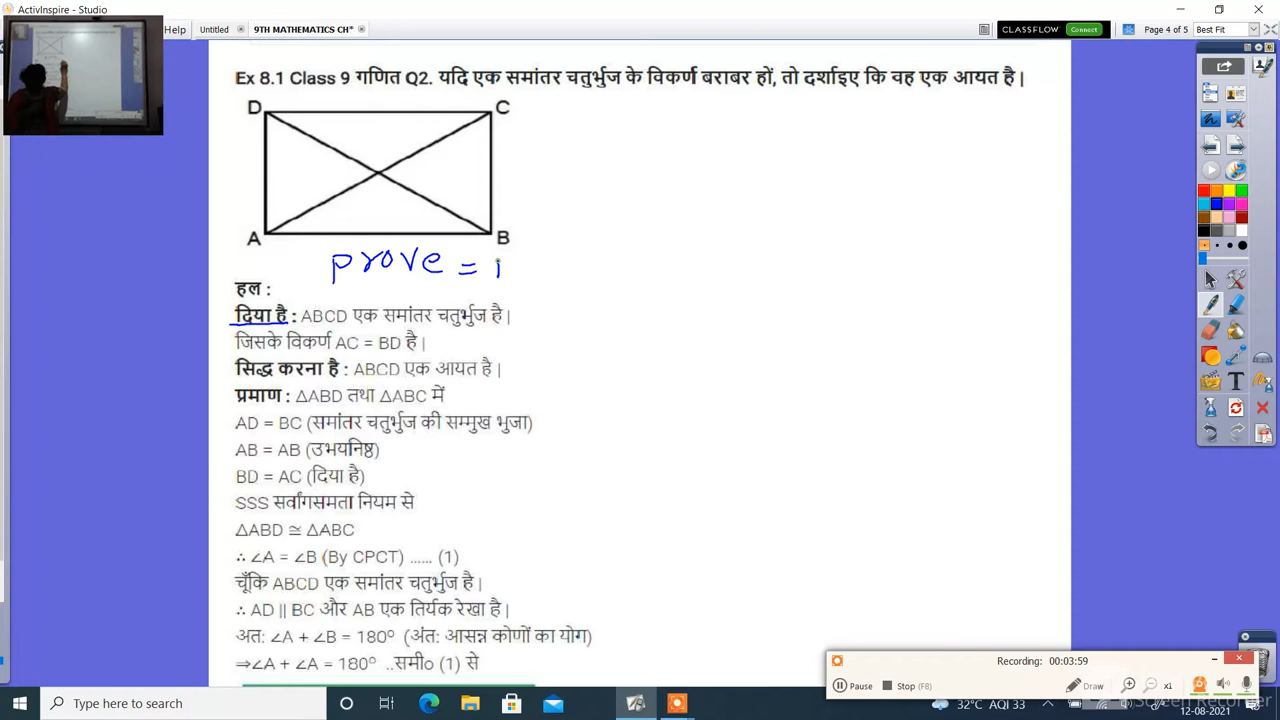 ActivInspire - Studio
Help Untitled 9TH MATHEMATICS CH* CLASSFLOW Connect Page 4 of 5 Best Fit
Ex 8.1 Class 9 गणित Q2. यदि एक समांतर चतुर्भुज के विकर्ण बराबर हों, तो दर्शाइए कि वह एक आयत है |
D C
A B
prove = i
हल :
दिया है : ABCD एक समांतर चतुर्भुज है |
जिसके विकर्ण AC = BD है |
सिद्ध करना है : ABCD एक आयत है |
प्रमाण : △ABD तथा △ABC में
AD = BC (समांतर चतुर्भुज की सम्मुख भुजा)
AB = AB (उभयनिष्ठ)
BD = AC (दिया है)
SSS सर्वांगसमता नियम से
△ABD ≅ △ABC
∴ ∠A = ∠B (By CPCT) …… (1)
चूँकि ABCD एक समांतर चतुर्भुज है |
∴ AD || BC और AB एक तिर्यक रेखा है |
अत: ∠A + ∠B = 180º (अंत: आसन्न कोणों का योग)
⇒∠A + ∠A = 180º ..समीo (1) से
Recording: 00:03:59
Pause Stop (F8) Draw x1
Screen Recorder
Type here to search 32°C AQI 33 12-08-2021